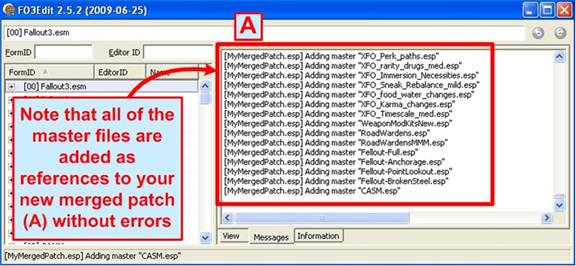 FO3Edit 2.5.2 (2009-06-25)
A
[00] Fallout3.esm
FormID
Editor ID
FormID EditorID
[00] Fallout3.esm
Note that all of the
master files are
added as
references to your
new merged patch
(A) without errors
[MyMergedPatch.esp] Adding master "XFO_Perk_paths.esp"
[MyMergedPatch.esp] Adding master "XFO_rarity_drugs_med.esp"
[MyMergedPatch.esp] Adding master "XFO_Immersion_Necessities.esp"
[MyMergedPatch.esp] Adding master "XFO_Sneak_Rebalance_mild.esp"
[MyMergedPatch.esp] Adding master "XFO_food_water_changes.esp"
[MyMergedPatch.esp] Adding master "XFO_Karma_changes.esp"
[MyMergedPatch.esp] Adding master "XFO_Timescale_med.esp"
[MyMergedPatch.esp] Adding master "WeaponModKitsNew.esp"
[MyMergedPatch.esp] Adding master "RoadWardens.esp"
[MyMergedPatch.esp] Adding master "RoadWardensMMM.esp"
[MyMergedPatch.esp] Adding master "Fellout-Full.esp"
[MyMergedPatch.esp] Adding master "Fellout-Anchorage.esp"
[MyMergedPatch.esp] Adding master "Fellout-PointLookout.esp"
[MyMergedPatch.esp] Adding master "Fellout-BrokenSteel.esp"
[MyMergedPatch.esp] Adding master "CASM.esp"
View Messages Information
[MyMergedPatch.esp] Adding master "CASM.esp"